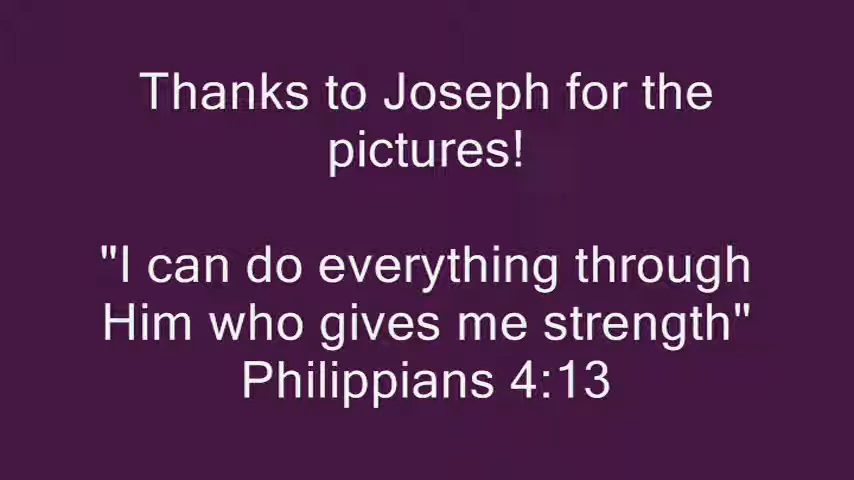 Thanks to Joseph for the
pictures!
"I can do everything through
Him who gives me strength"
Philippians 4:13